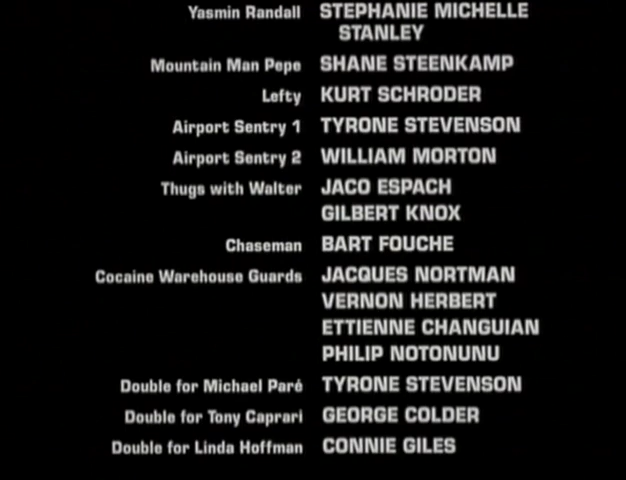 Yasmin Randall STEPHANIE MICHELLE
STANLEY
Mountain Man Pepe SHANE STEENKAMP
Lefty KURT SCHRODER
Airport Sentry 1 TYRONE STEVENSON
Airport Sentry 2 WILLIAM MORTON
Thugs with Walter JACO ESPACH
GILBERT KNOX
Chaseman BART FOUCHE
Cocaine Warehouse Guards JACQUES NORTMAN
VERNON HERBERT
ETTIENNE CHANGUIAN
PHILIP NOTONUNU
Double for Michael Paré TYRONE STEVENSON
Double for Tony Caprari GEORGE COLDER
Double for Linda Hoffman CONNIE GILES